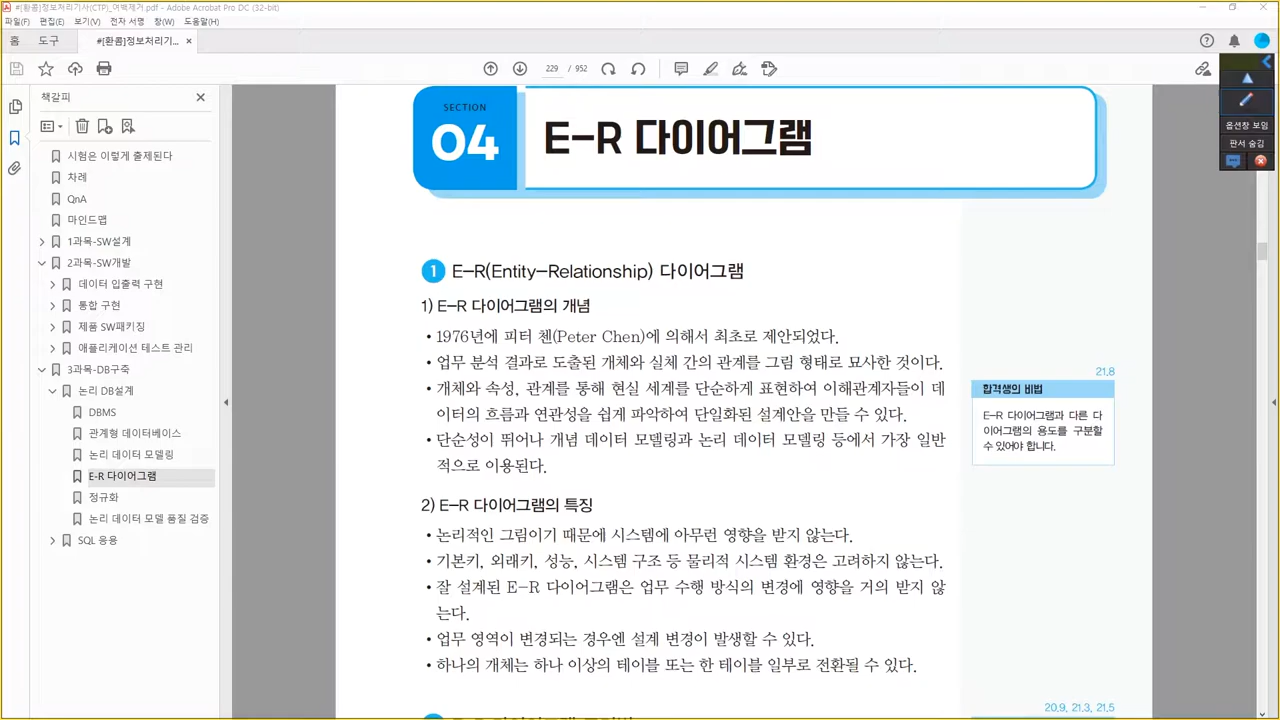 #[환콤]정보처리기사(CTP)_여백제거.pdf - Adobe Acrobat Pro DC (32-bit)
파일(F) 편집(E) 보기(V) 전자 서명 창(W) 도움말(H)
홈 도구 #[환콤]정보처리기... ×
229 / 952
책갈피
시험은 이렇게 출제된다
차례
QnA
마인드맵
1과목-SW설계
2과목-SW개발
데이터 입출력 구현
통합 구현
제품 SW패키징
애플리케이션 테스트 관리
3과목-DB구축
논리 DB설계
DBMS
관계형 데이터베이스
논리 데이터 모델링
E-R 다이어그램
정규화
논리 데이터 모델 품질 검증
SQL 응용
SECTION
04
E-R 다이어그램
1 E-R(Entity-Relationship) 다이어그램
1) E-R 다이어그램의 개념
• 1976년에 피터 첸(Peter Chen)에 의해서 최초로 제안되었다.
• 업무 분석 결과로 도출된 개체와 실체 간의 관계를 그림 형태로 묘사한 것이다.
• 개체와 속성, 관계를 통해 현실 세계를 단순하게 표현하여 이해관계자들이 데
이터의 흐름과 연관성을 쉽게 파악하여 단일화된 설계안을 만들 수 있다.
• 단순성이 뛰어나 개념 데이터 모델링과 논리 데이터 모델링 등에서 가장 일반
적으로 이용된다.
2) E-R 다이어그램의 특징
• 논리적인 그림이기 때문에 시스템에 아무런 영향을 받지 않는다.
• 기본키, 외래키, 성능, 시스템 구조 등 물리적 시스템 환경은 고려하지 않는다.
• 잘 설계된 E-R 다이어그램은 업무 수행 방식의 변경에 영향을 거의 받지 않
는다.
• 업무 영역이 변경되는 경우엔 설계 변경이 발생할 수 있다.
• 하나의 개체는 하나 이상의 테이블 또는 한 테이블 일부로 전환될 수 있다.
21.8
합격생의 비법
E-R 다이어그램과 다른 다
이어그램의 용도를 구분할
수 있어야 합니다.
20.9, 21.3, 21.5
옵션창 보임
판서 숨김